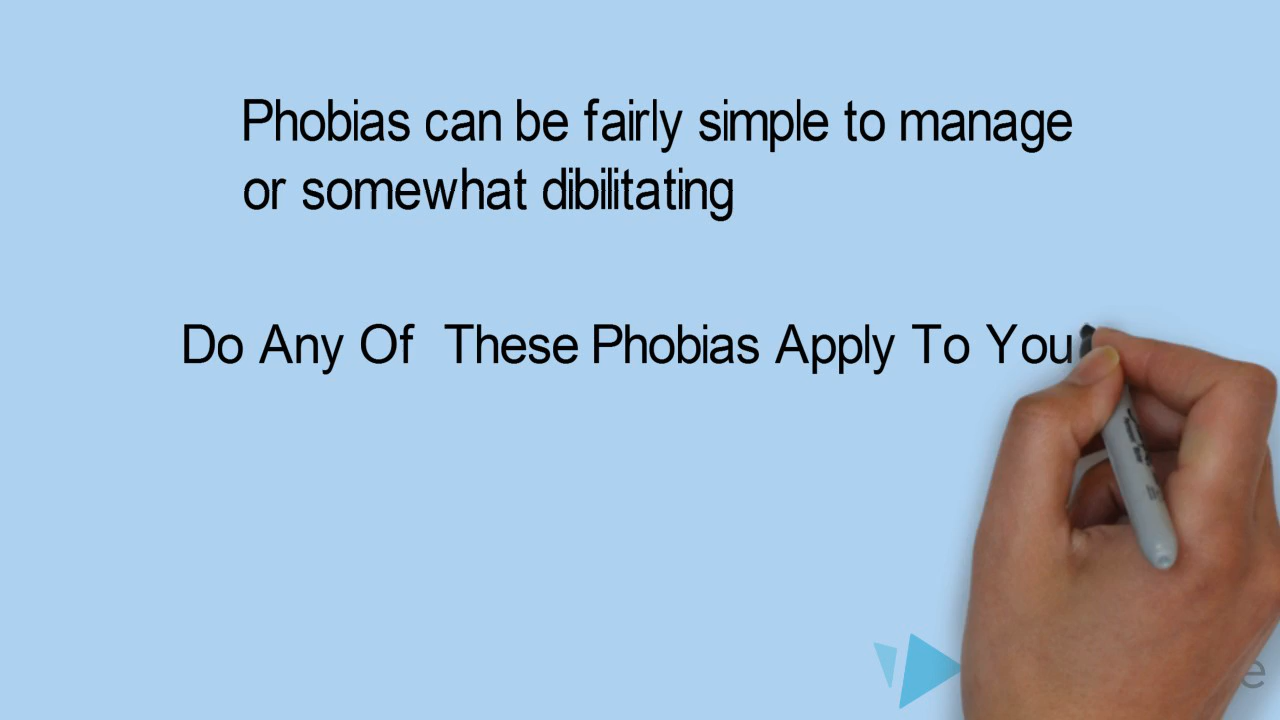 Phobias can be fairly simple to manage
or somewhat dibilitating
Do Any Of These Phobias Apply To You